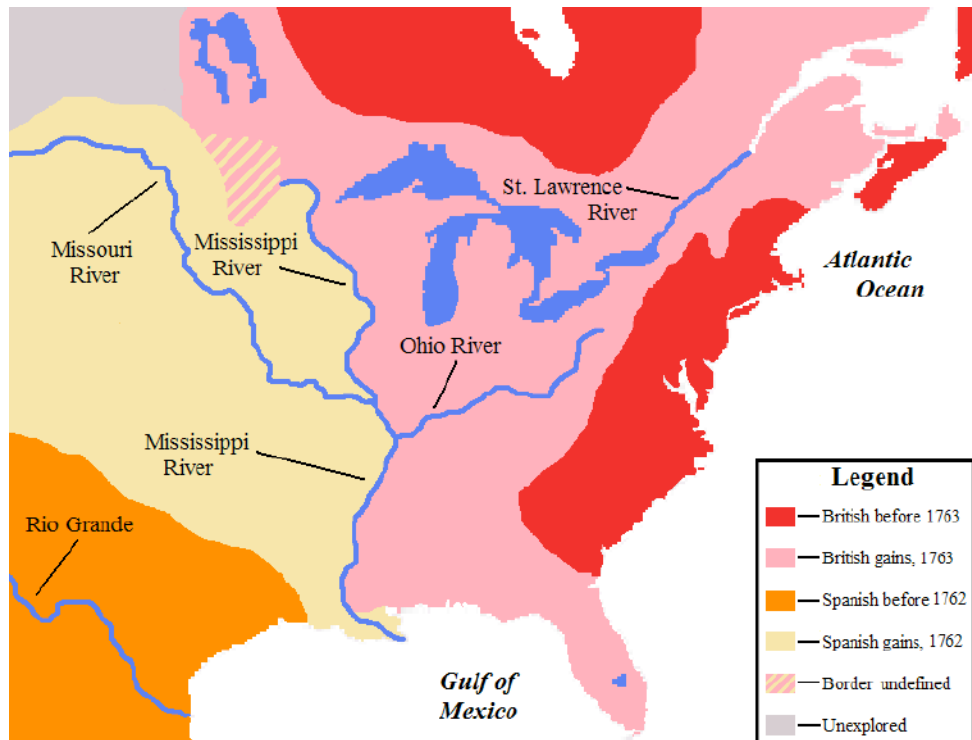 St. Lawrence
River
Missouri
River
Mississippi
River
Atlantic
Ocean
Ohio River
Mississippi
River
Rio Grande
Gulf of
Mexico
Legend
British before 1763
British gains, 1763
Spanish before 1762
Spanish gains, 1762
Border undefined
Unexplored